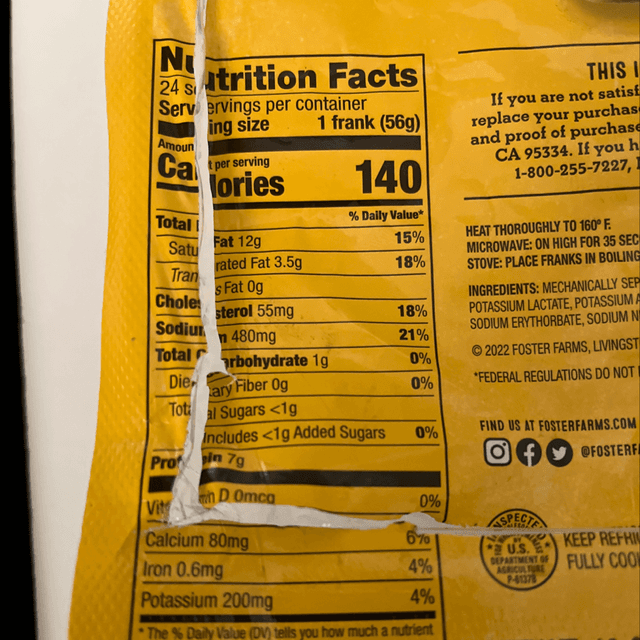 Nutrition Facts
24 servings per container
Serving size 1 frank (56g)
Amount per serving
Calories 140
% Daily Value*
Total Fat 12g 15%
Saturated Fat 3.5g 18%
Trans Fat 0g
Cholesterol 55mg 18%
Sodium 480mg 21%
Total Carbohydrate 1g 0%
Dietary Fiber 0g 0%
Total Sugars <1g
Includes <1g Added Sugars 0%
Protein 7g
Vitamin D 0mcg 0%
Calcium 80mg 6%
Iron 0.6mg 4%
Potassium 200mg 4%
* The % Daily Value (DV) tells you how much a nutrient
THIS
If you are not satisf
replace your purchas
and proof of purchas
CA 95334. If you h
1-800-255-7227,
HEAT THOROUGHLY TO 160° F.
MICROWAVE: ON HIGH FOR 35 SEC
STOVE: PLACE FRANKS IN BOILING
INGREDIENTS: MECHANICALLY SEP
POTASSIUM LACTATE, POTASSIUM A
SODIUM ERYTHORBATE, SODIUM NI
© 2022 FOSTER FARMS, LIVINGST
*FEDERAL REGULATIONS DO NOT
FIND US AT FOSTERFARMS.COM
@FOSTERFA
INSPECTED
U.S.
DEPARTMENT OF
AGRICULTURE
P-6137B
KEEP REFRI
FULLY COO